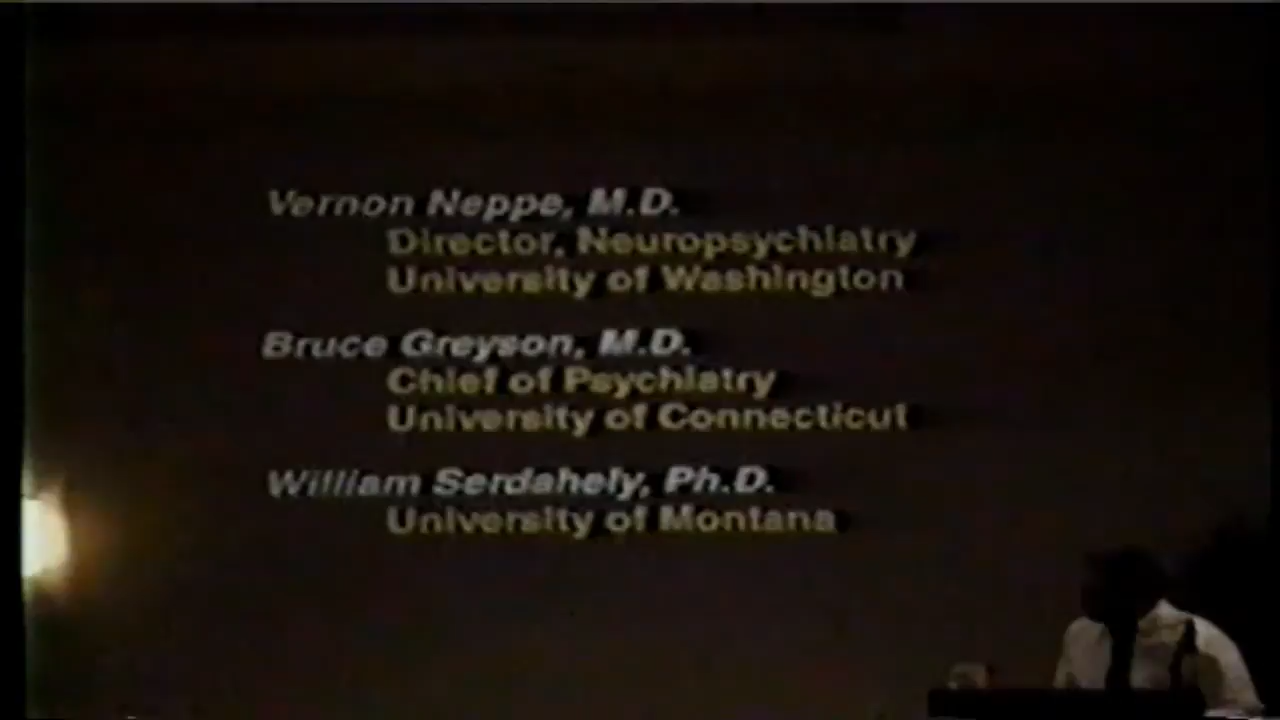 Vernon Neppe, M.D.
Director, Neuropsychiatry
University of Washington
Bruce Greyson, M.D.
Chief of Psychiatry
University of Connecticut
William Serdahely, Ph.D.
University of Montana